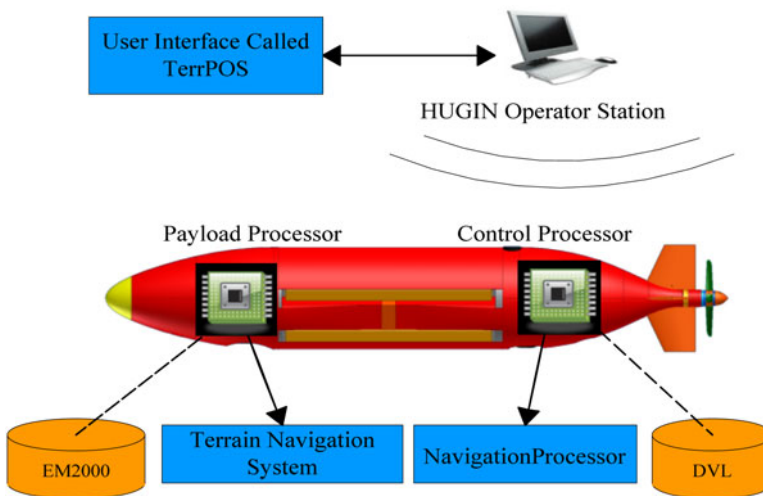 User Interface Called
TerrPOS
HUGIN Operator Station
Payload Processor
Control Processor
EM2000
Terrain Navigation
System
NavigationProcessor
DVL